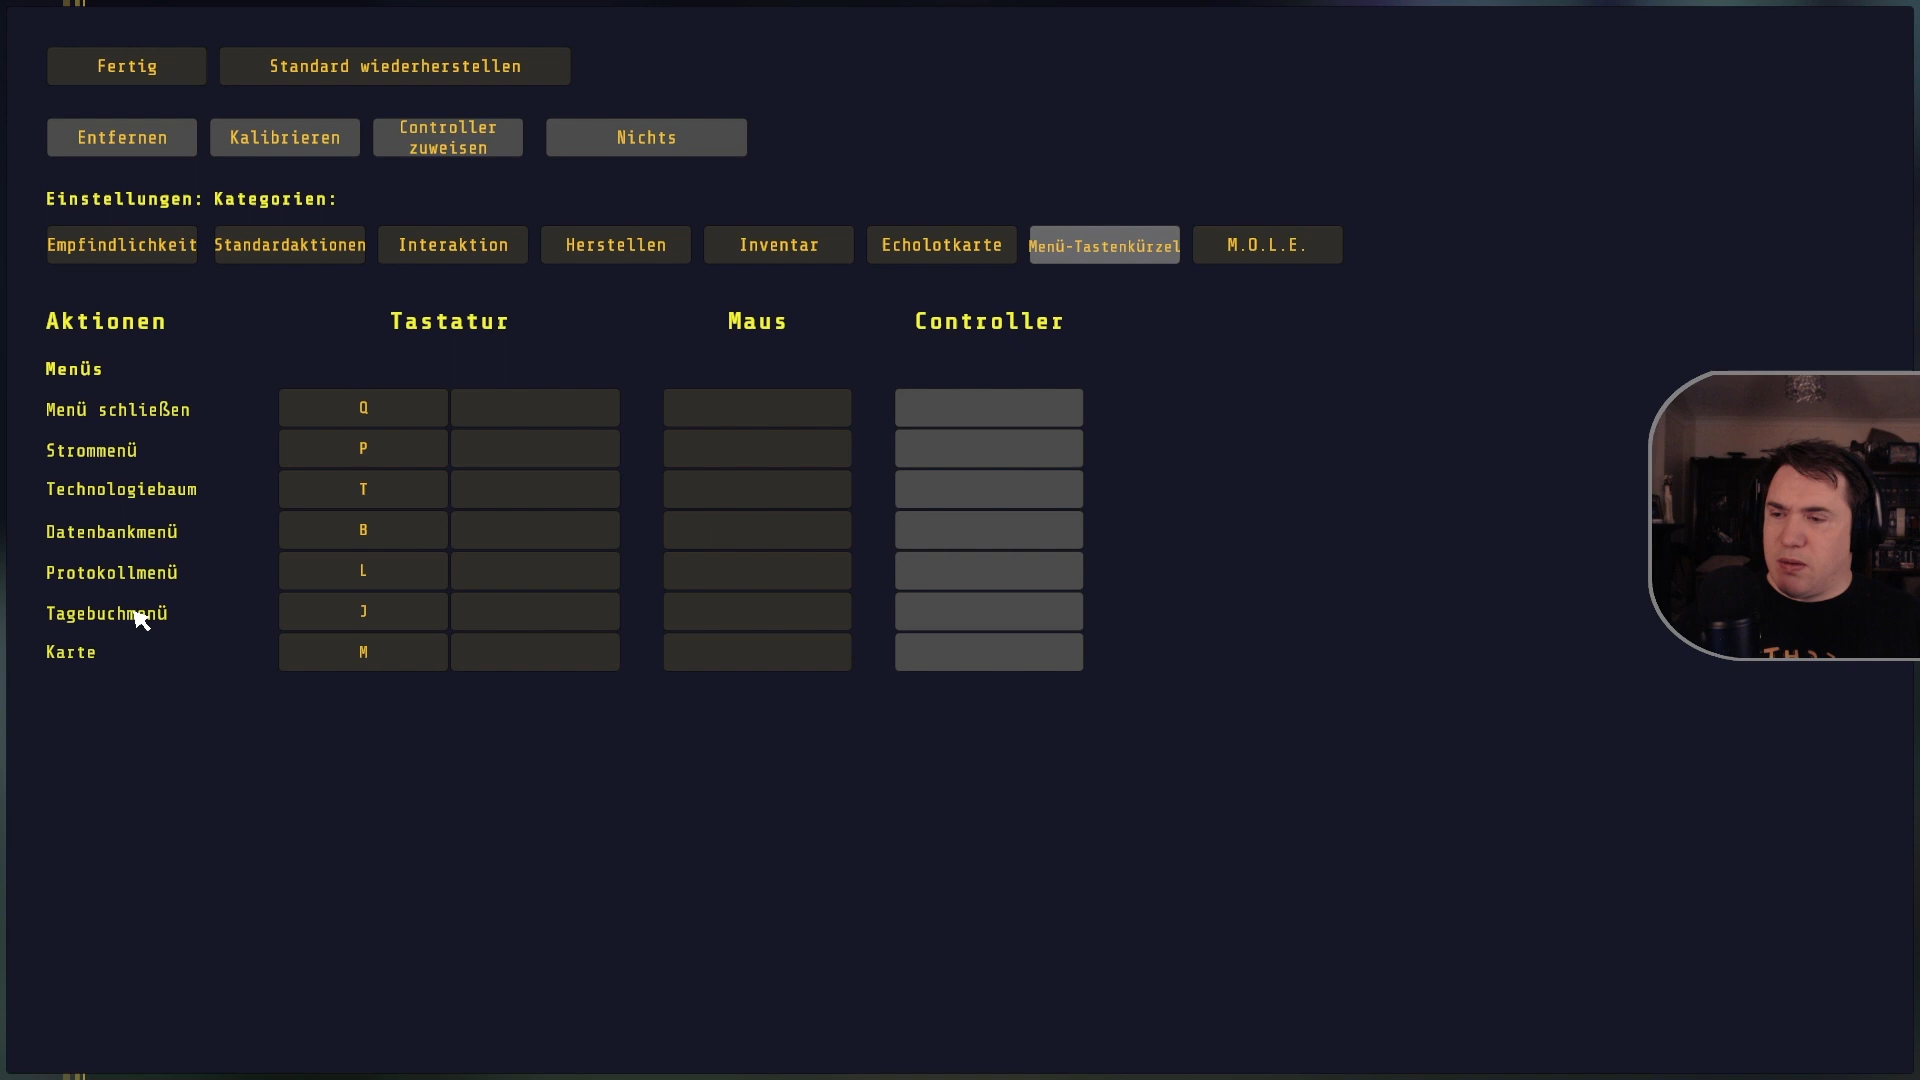 Fertig
Standard wiederherstellen
Entfernen
Kalibrieren
Controller
zuweisen
Nichts
Einstellungen: Kategorien:
Empfindlichkeit
Standardaktionen
Interaktion
Herstellen
Inventar
Echolotkarte
Menü-Tastenkürzel
M.O.L.E.
Aktionen
Tastatur
Maus
Controller
Menüs
Menü schließen
Q
Strommenü
P
Technologiebaum
T
Datenbankmenü
B
Protokollmenü
L
Tagebuchmenü
J
Karte
M